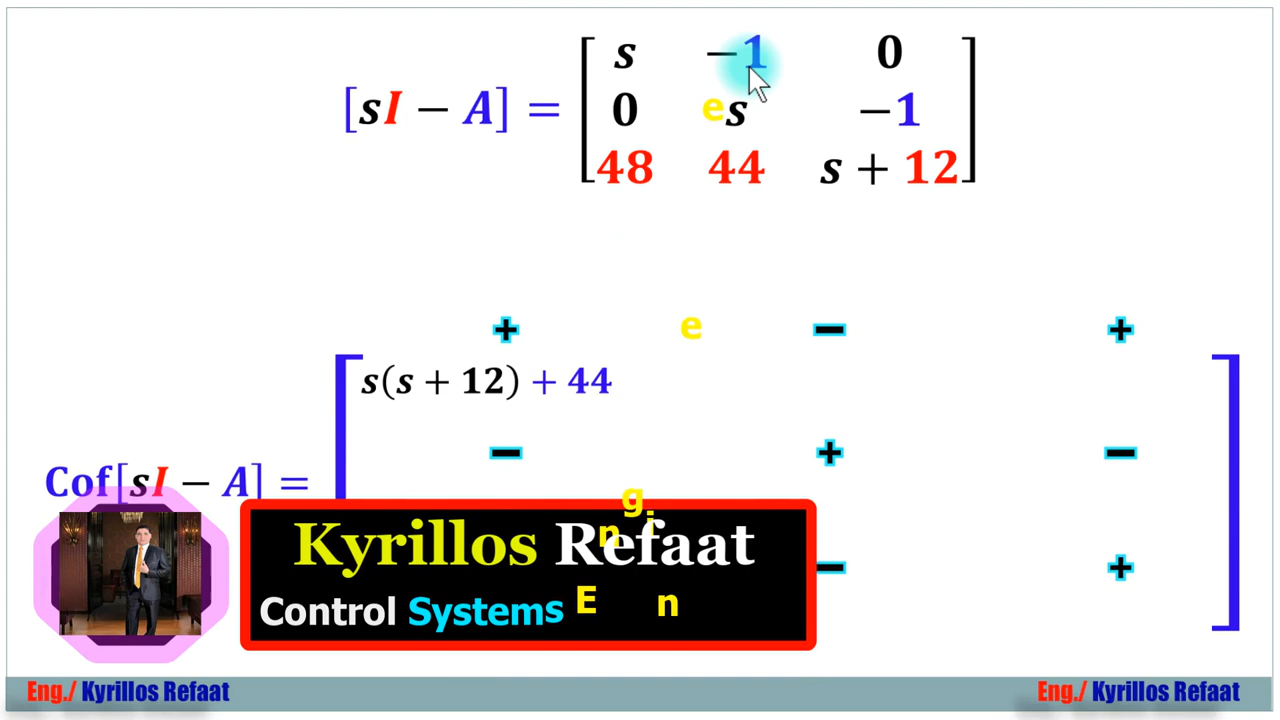 [sI − A] = [ s −1 0
0 s −1
48 44 s + 12 ]
e
+ e − +
s(s + 12) + 44
− + −
Cof[sI − A] =
Kyrillos Refaat
g i
n
− +
Control Systems E n
Eng./ Kyrillos Refaat Eng./ Kyrillos Refaat